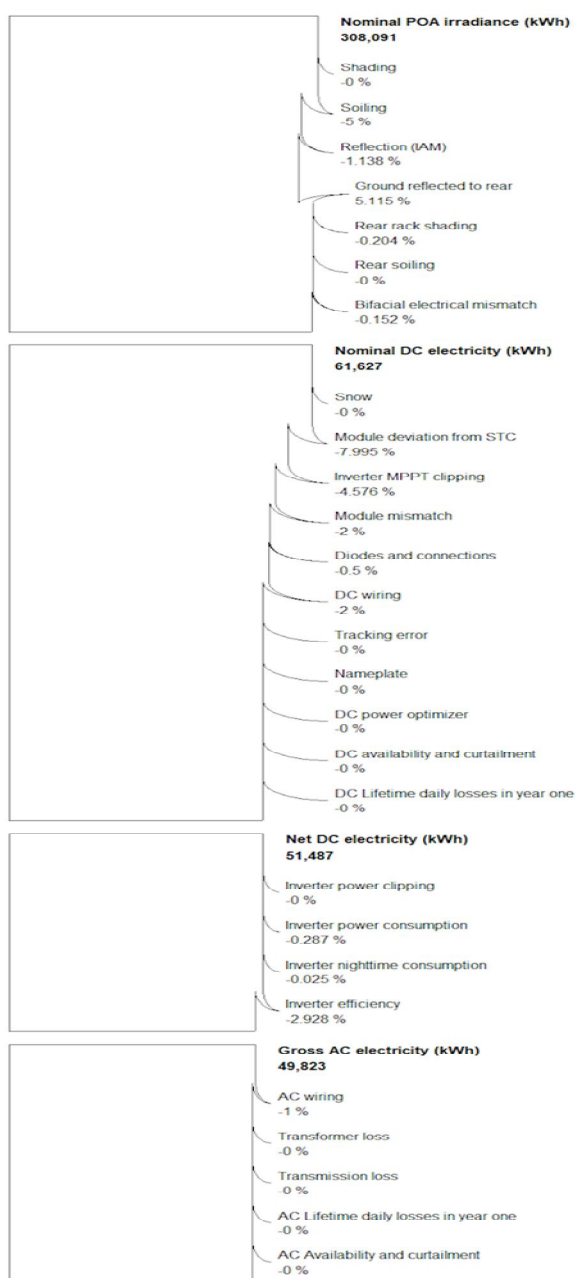 Nominal POA irradiance (kWh)
308,091
Shading
-0 %
Soiling
-5 %
Reflection (IAM)
-1.138 %
Ground reflected to rear
5.115 %
Rear rack shading
-0.204 %
Rear soiling
-0 %
Bifacial electrical mismatch
-0.152 %
Nominal DC electricity (kWh)
61,627
Snow
-0 %
Module deviation from STC
-7.995 %
Inverter MPPT clipping
-4.576 %
Module mismatch
-2 %
Diodes and connections
-0.5 %
DC wiring
-2 %
Tracking error
-0 %
Nameplate
-0 %
DC power optimizer
-0 %
DC availability and curtailment
-0 %
DC Lifetime daily losses in year one
-0 %
Net DC electricity (kWh)
51,487
Inverter power clipping
-0 %
Inverter power consumption
-0.287 %
Inverter nighttime consumption
-0.025 %
Inverter efficiency
-2.928 %
Gross AC electricity (kWh)
49,823
AC wiring
-1 %
Transformer loss
-0 %
Transmission loss
-0 %
AC Lifetime daily losses in year one
-0 %
AC Availability and curtailment
-0 %